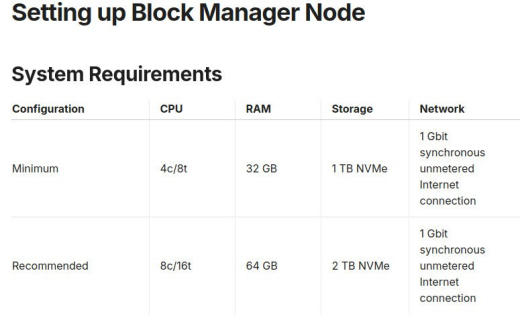 Setting up Block Manager Node
System Requirements
Configuration CPU RAM Storage Network
Minimum 4c/8t 32 GB 1 TB NVMe 1 Gbit
synchronous
unmetered
Internet
connection
Recommended 8c/16t 64 GB 2 TB NVMe 1 Gbit
synchronous
unmetered
Internet
connection